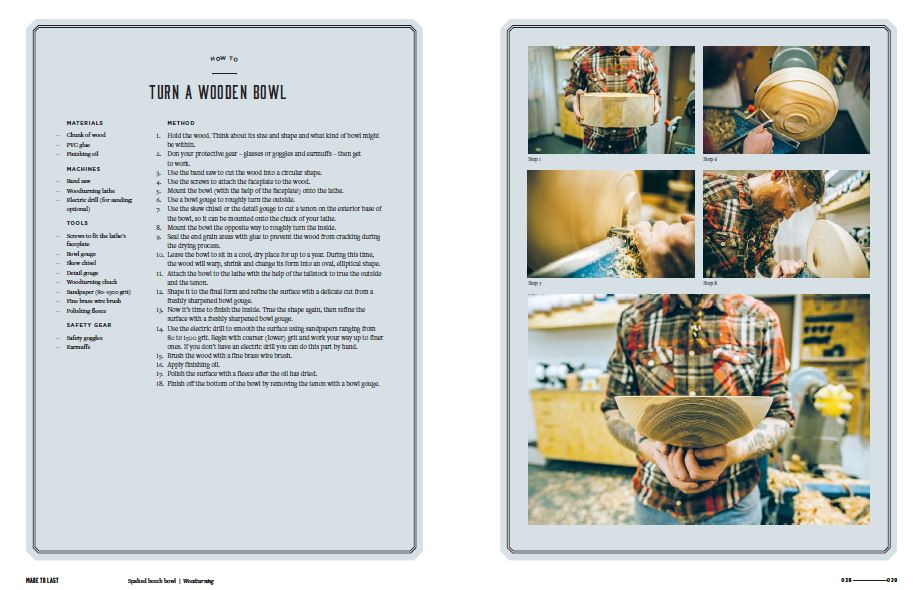 HOW TO
TURN A WOODEN BOWL
MATERIALS
– Chunk of wood
– PVC glue
– Finishing oil
MACHINES
– Band saw
– Woodturning lathe
– Electric drill (for sanding;
optional)
TOOLS
– Screws to fit the lathe's
faceplate
– Bowl gouge
– Skew chisel
– Detail gouge
– Woodturning chuck
– Sandpaper (80–1500 grit)
– Fine brass wire brush
– Polishing fleece
SAFETY GEAR
– Safety goggles
– Earmuffs
METHOD
1. Hold the wood. Think about its size and shape and what kind of bowl might
be within.
2. Don your protective gear – glasses or goggles and earmuffs – then get
to work.
3. Use the band saw to cut the wood into a circular shape.
4. Use the screws to attach the faceplate to the wood.
5. Mount the bowl (with the help of the faceplate) onto the lathe.
6. Use a bowl gouge to roughly turn the outside.
7. Use the skew chisel or the detail gouge to cut a tenon on the exterior base of
the bowl, so it can be mounted onto the chuck of your lathe.
8. Mount the bowl the opposite way to roughly turn the inside.
9. Seal the end grain areas with glue to prevent the wood from cracking during
the drying process.
10. Leave the bowl to sit in a cool, dry place for up to a year. During this time,
the wood will warp, shrink and change its form into an oval, elliptical shape.
11. Attach the bowl to the lathe with the help of the tailstock to true the outside
and the tenon.
12. Shape it to the final form and refine the surface with a delicate cut from a
freshly sharpened bowl gouge.
13. Now it's time to finish the inside. True the shape again, then refine the
surface with a freshly sharpened bowl gouge.
14. Use the electric drill to smooth the surface using sandpapers ranging from
80 to 1500 grit. Begin with coarser (lower) grit and work your way up to finer
ones. If you don't have an electric drill you can do this part by hand.
15. Brush the wood with a fine brass wire brush.
16. Apply finishing oil.
17. Polish the surface with a fleece after the oil has dried.
18. Finish off the bottom of the bowl by removing the tenon with a bowl gouge.
MADE TO LAST
Spalted beech bowl | Woodturning
Step 1
Step 6
Step 7
Step 8
028 029